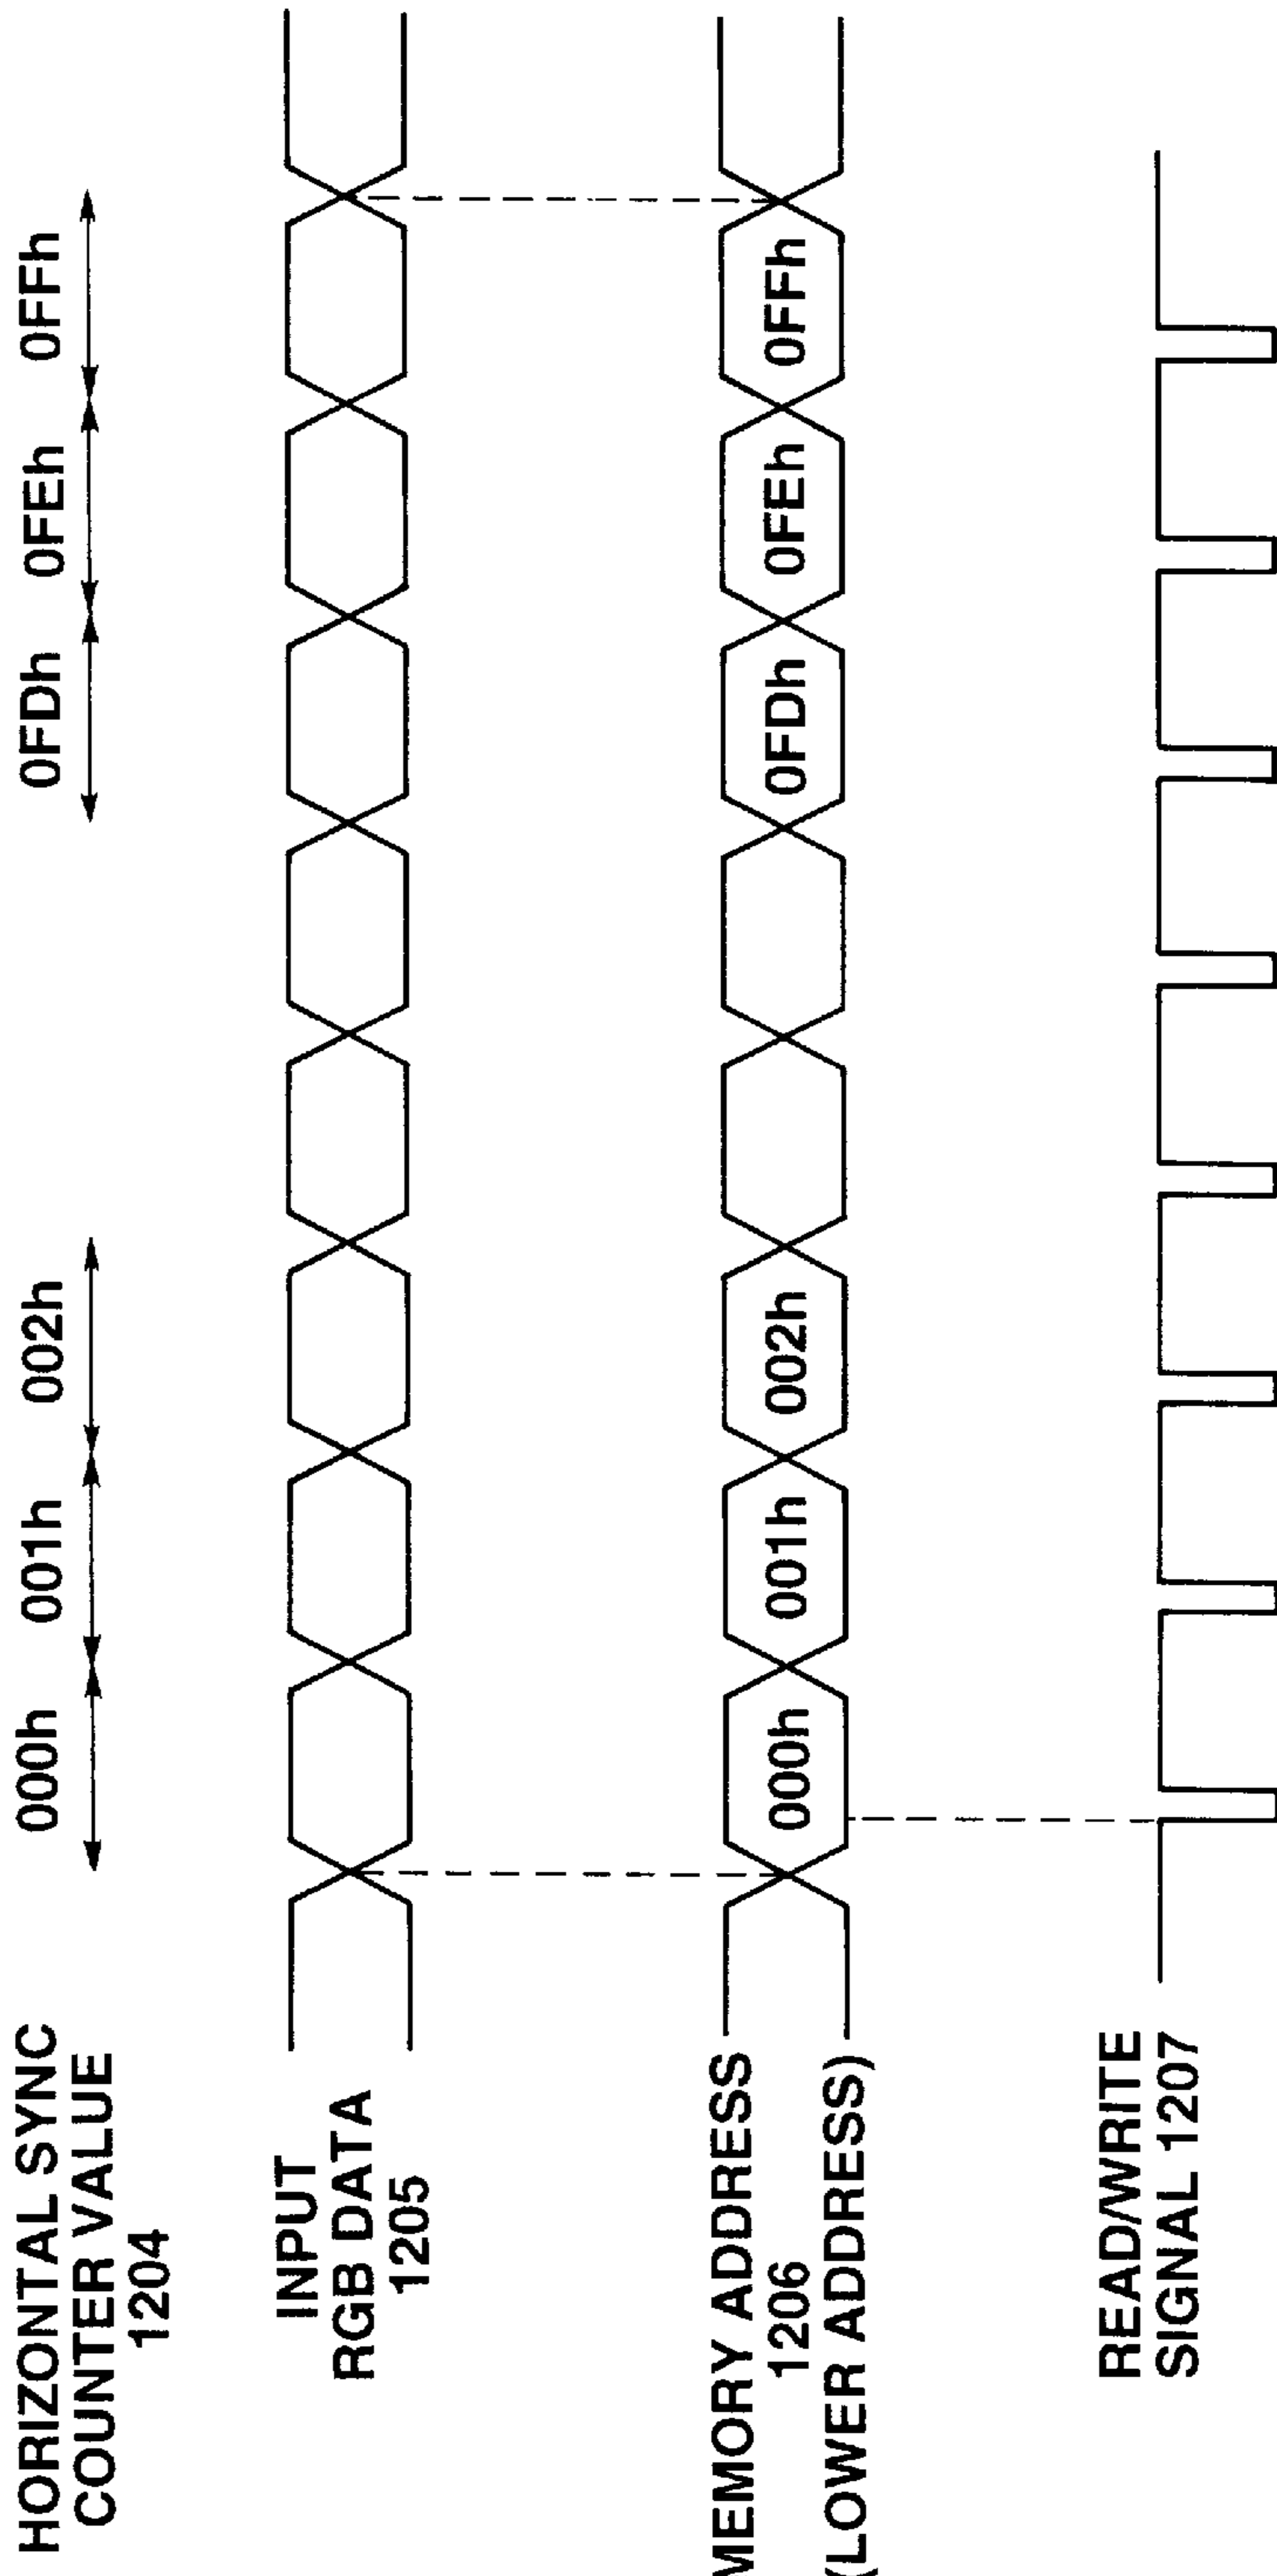 HORIZONTAL SYNC
COUNTER VALUE
1204
000h 001h 002h 0FDh 0FEh 0FFh
INPUT
RGB DATA
1205
MEMORY ADDRESS
1206
(LOWER ADDRESS)
000h 001h 002h 0FDh 0FEh 0FFh
READ/WRITE
SIGNAL 1207